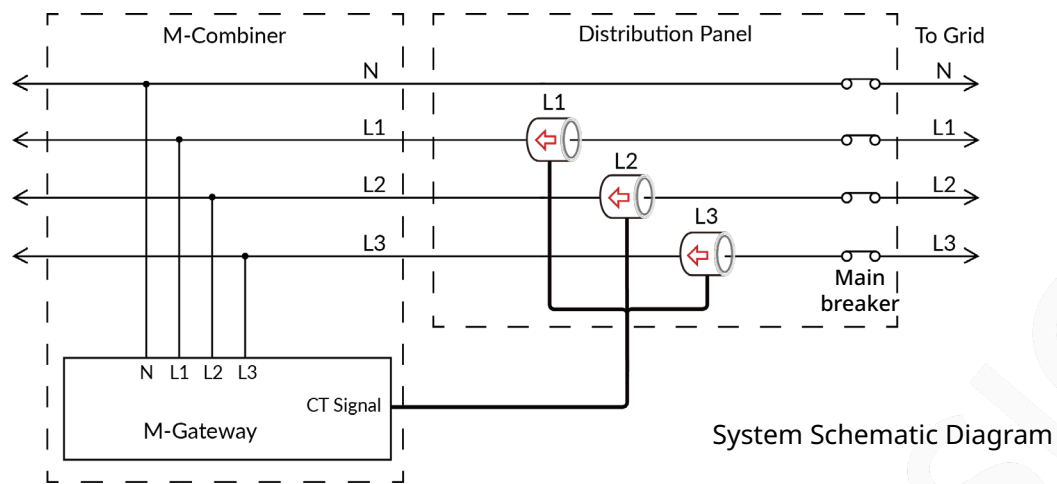 M-Combiner
Distribution Panel
To Grid
N
N
L1
L1
L1
L2
L2
L2
L3
L3
L3
Main
breaker
N L1 L2 L3
CT Signal
M-Gateway
System Schematic Diagram